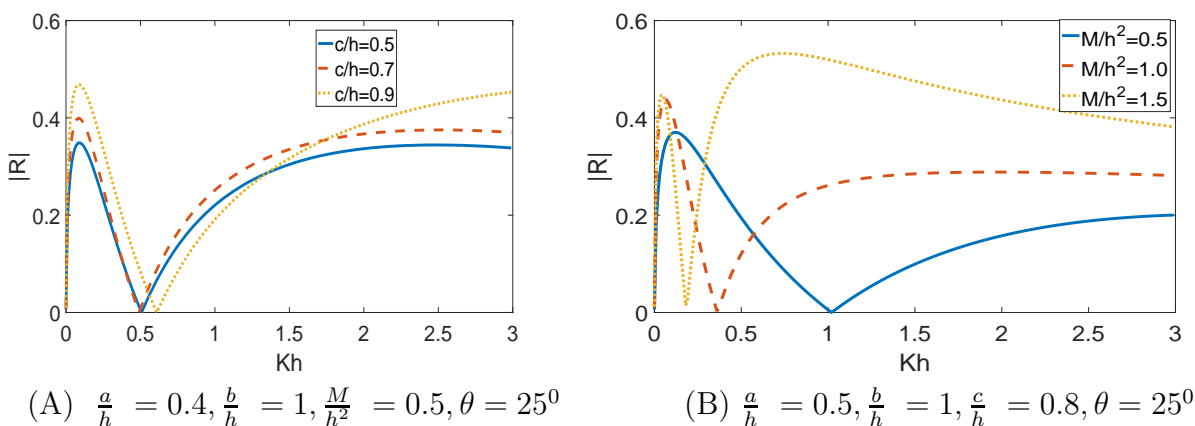 0.6
0.4
0.2
0
|R|
c/h=0.5
c/h=0.7
c/h=0.9
0 0.5 1 1.5 2 2.5 3
Kh
(A) a/h = 0.4, b/h = 1, M/h² = 0.5, θ = 25⁰
0.6
0.4
0.2
0
|R|
M/h²=0.5
M/h²=1.0
M/h²=1.5
0 0.5 1 1.5 2 2.5 3
Kh
(B) a/h = 0.5, b/h = 1, c/h = 0.8, θ = 25⁰